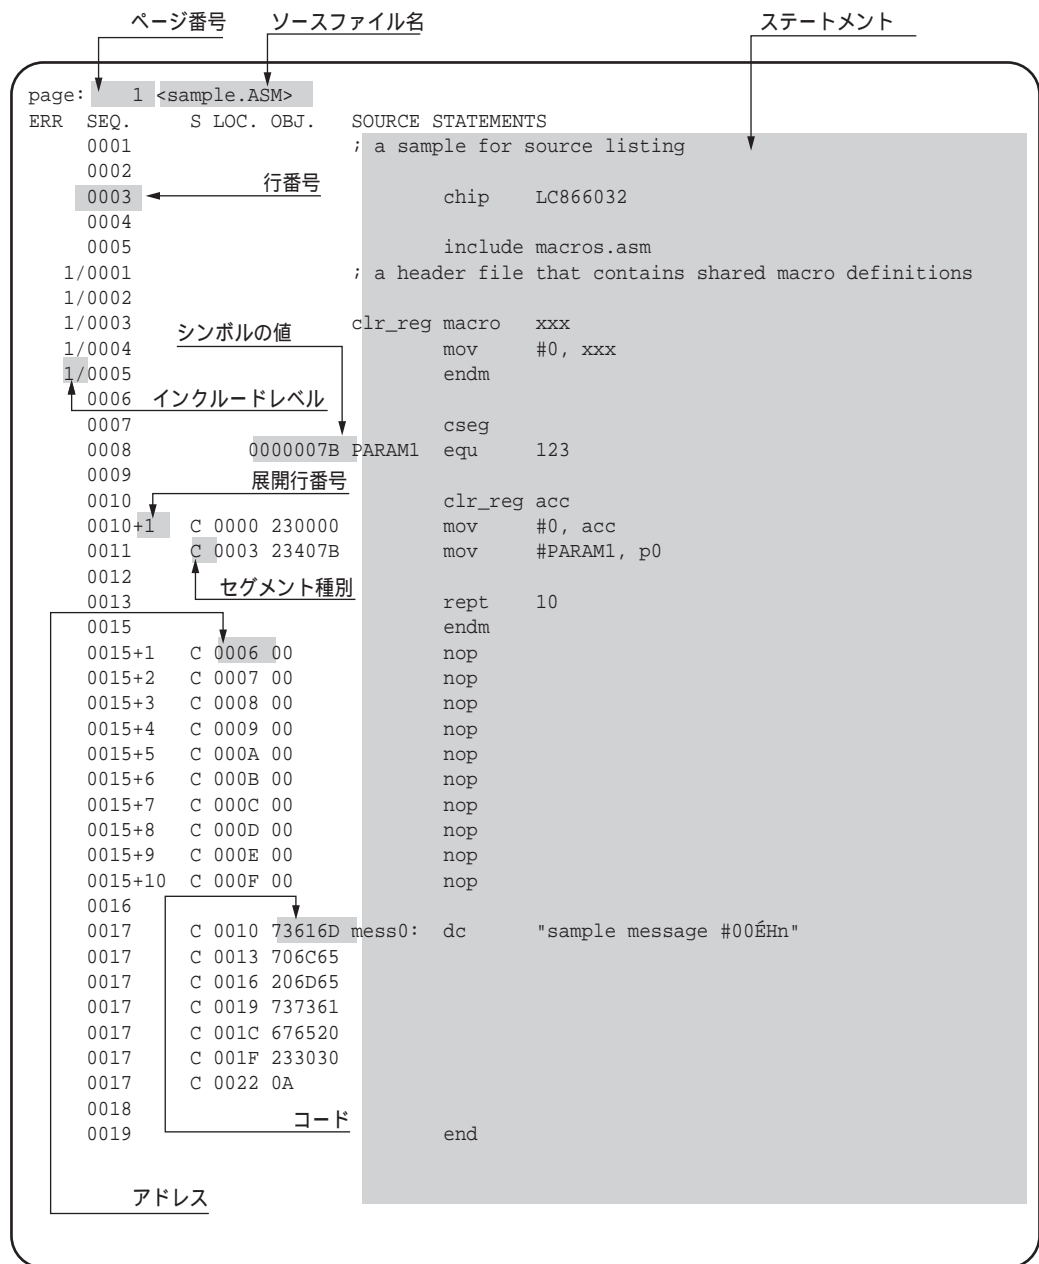 ページ番号 ソースファイル名 ステートメント
page: 1 <sample.ASM>
ERR SEQ. S LOC. OBJ. SOURCE STATEMENTS
0001 ; a sample for source listing
0002
行番号
0003 chip LC866032
0004
0005 include macros.asm
1/0001 ; a header file that contains shared macro definitions
1/0002
1/0003 clr_reg macro xxx
シンボルの値
1/0004 mov #0, xxx
1/0005 endm
0006 インクルードレベル
0007 cseg
0008 0000007B PARAM1 equ 123
0009
展開行番号
0010 clr_reg acc
0010+1 C 0000 230000 mov #0, acc
0011 C 0003 23407B mov #PARAM1, p0
0012
セグメント種別
0013 rept 10
0015 endm
0015+1 C 0006 00 nop
0015+2 C 0007 00 nop
0015+3 C 0008 00 nop
0015+4 C 0009 00 nop
0015+5 C 000A 00 nop
0015+6 C 000B 00 nop
0015+7 C 000C 00 nop
0015+8 C 000D 00 nop
0015+9 C 000E 00 nop
0015+10 C 000F 00 nop
0016
0017 C 0010 73616D mess0: dc "sample message #00ÉHn"
0017 C 0013 706C65
0017 C 0016 206D65
0017 C 0019 737361
0017 C 001C 676520
0017 C 001F 233030
0017 C 0022 0A
0018
コード
0019 end
アドレス